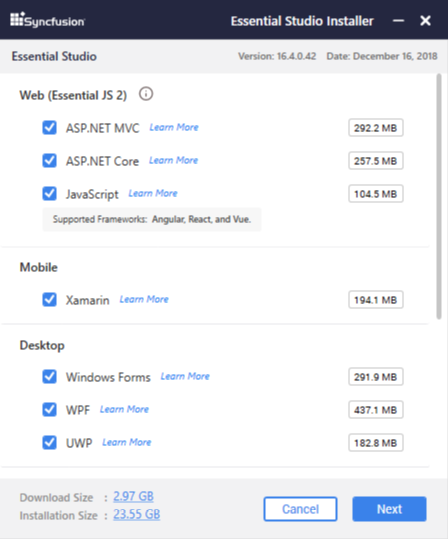 Syncfusion Essential Studio Installer
Essential Studio Version: 16.4.0.42 Date: December 16, 2018
Web (Essential JS 2)
ASP.NET MVC Learn More 292.2 MB
ASP.NET Core Learn More 257.5 MB
JavaScript Learn More 104.5 MB
Supported Frameworks: Angular, React, and Vue.
Mobile
Xamarin Learn More 194.1 MB
Desktop
Windows Forms Learn More 291.9 MB
WPF Learn More 437.1 MB
UWP Learn More 182.8 MB
Download Size : 2.97 GB
Installation Size : 23.55 GB
Cancel Next